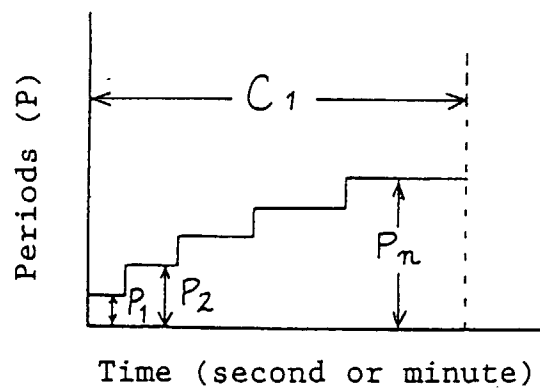 C1
Periods (P)
P1
P2
Pn
Time (second or minute)